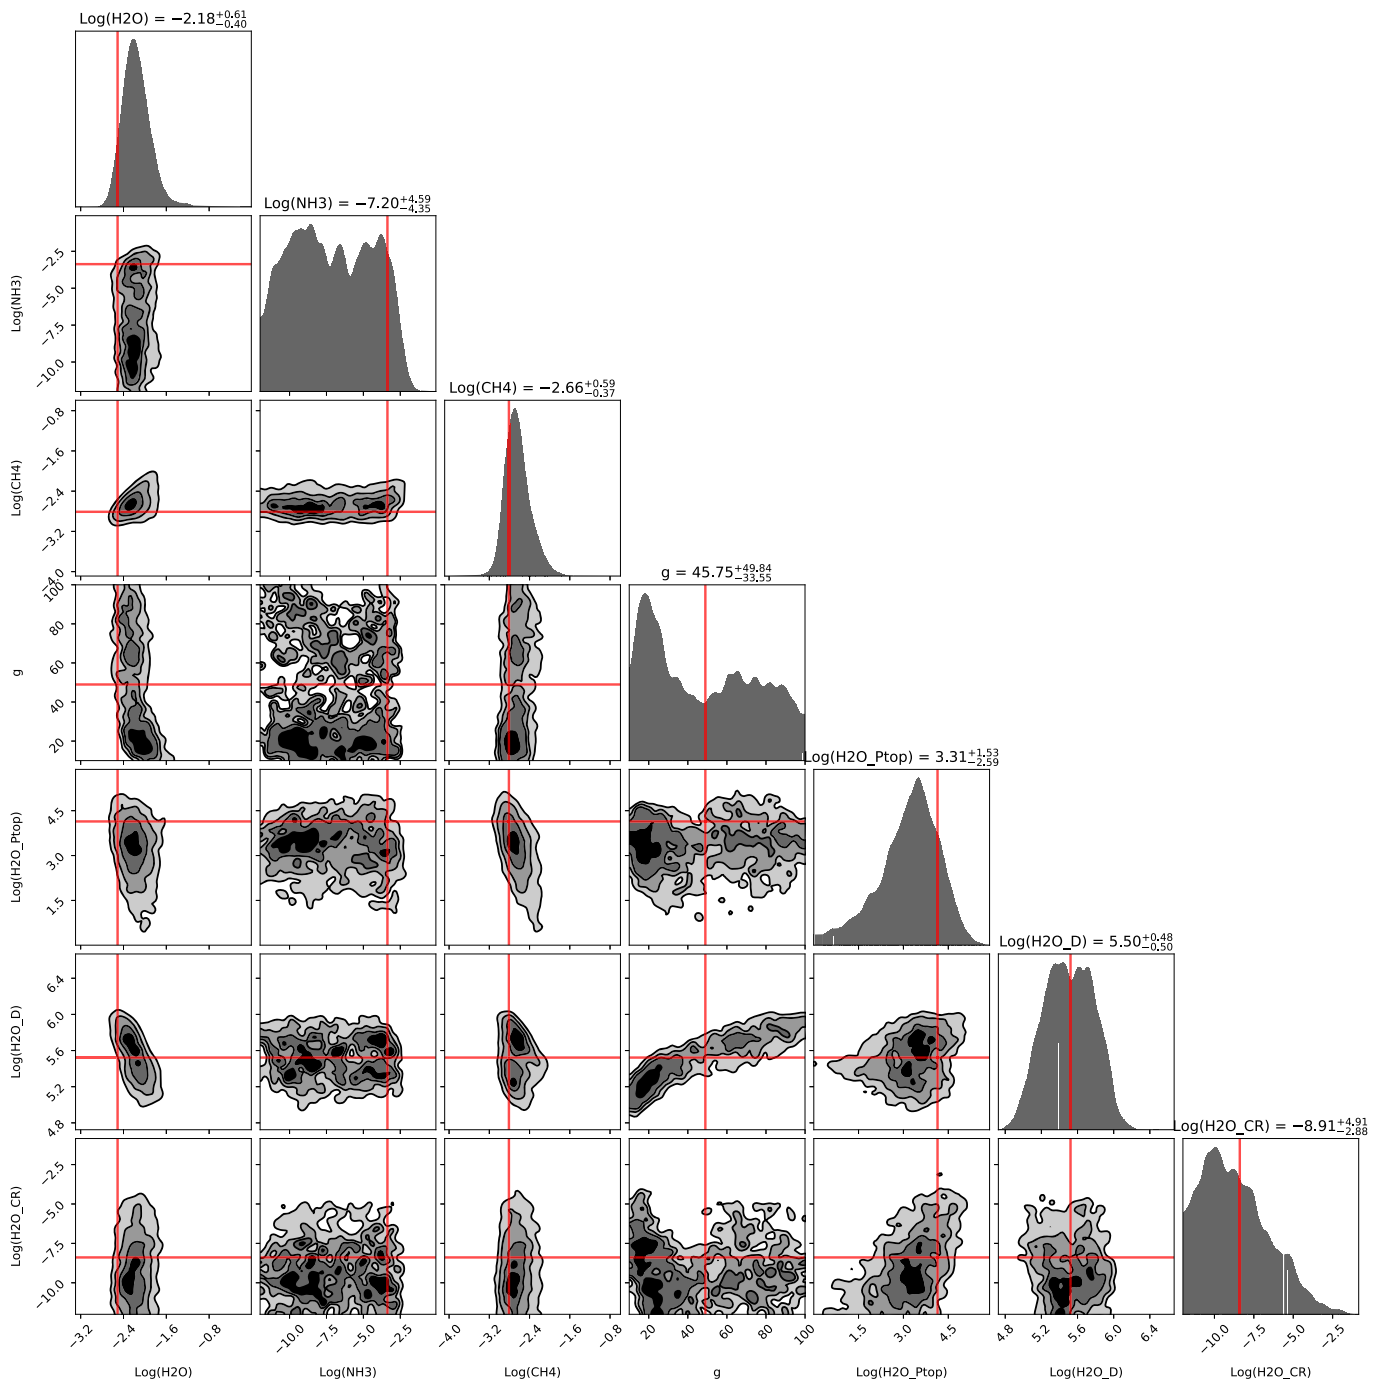 Log(H2O) = −2.18+0.61−0.40
Log(NH3) = −7.20+4.59−4.35
Log(NH3)
−2.5
−5.0
−7.5
−10.0
Log(CH4) = −2.66+0.59−0.37
Log(CH4)
−0.8
−1.6
−2.4
−3.2
−4.0
g = 45.75+49.84−33.55
g
100
80
60
40
20
Log(H2O_Ptop) = 3.31+1.53−2.59
Log(H2O_Ptop)
4.5
3.0
1.5
Log(H2O_D) = 5.50+0.48−0.50
Log(H2O_D)
6.4
6.0
5.6
5.2
4.8
Log(H2O_CR) = −8.91+4.91−2.88
Log(H2O_CR)
−2.5
−5.0
−7.5
−10.0
−3.2 −2.4 −1.6 −0.8
−10.0 −7.5 −5.0 −2.5
−4.0 −3.2 −2.4 −1.6 −0.8
20 40 60 80 100
1.5 3.0 4.5
4.8 5.2 5.6 6.0 6.4
−10.0 −7.5 −5.0 −2.5
Log(H2O) Log(NH3) Log(CH4) g Log(H2O_Ptop) Log(H2O_D) Log(H2O_CR)